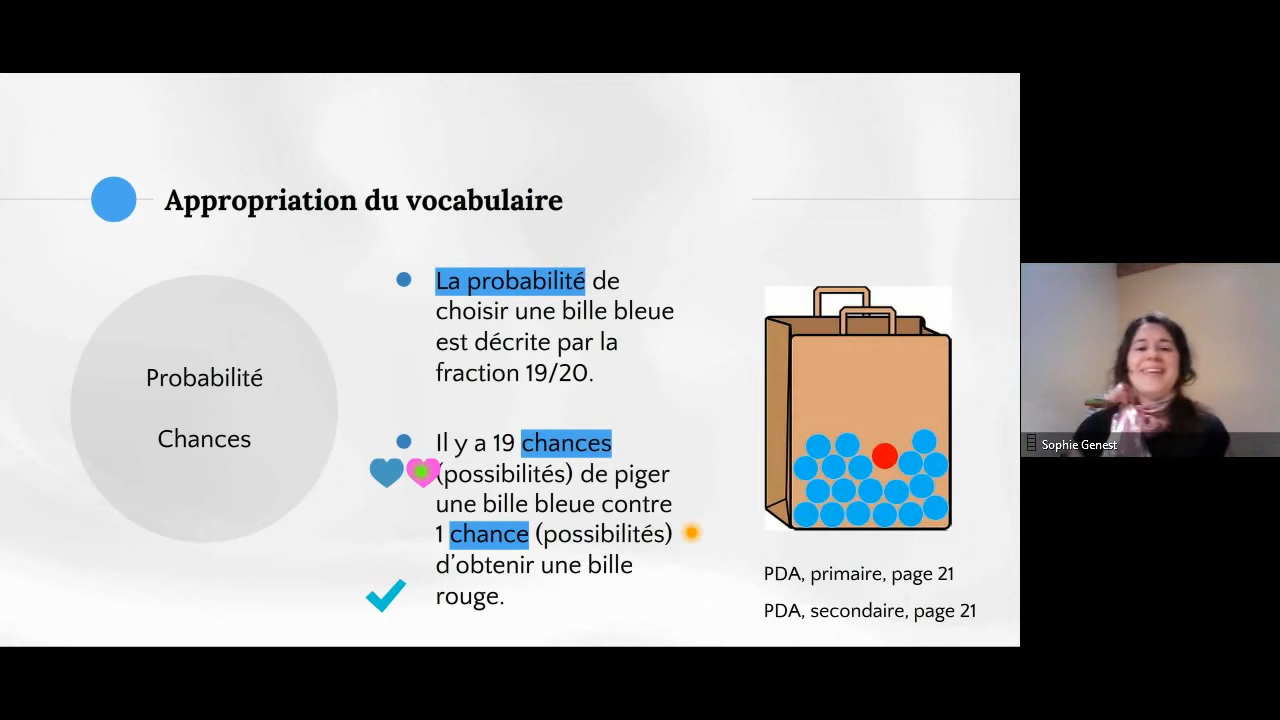 Appropriation du vocabulaire
Probabilité
Chances
La probabilité de
choisir une bille bleue
est décrite par la
fraction 19/20.
Il y a 19 chances
(possibilités) de piger
une bille bleue contre
1 chance (possibilités)
d'obtenir une bille
rouge.
PDA, primaire, page 21
PDA, secondaire, page 21
Sophie Genest